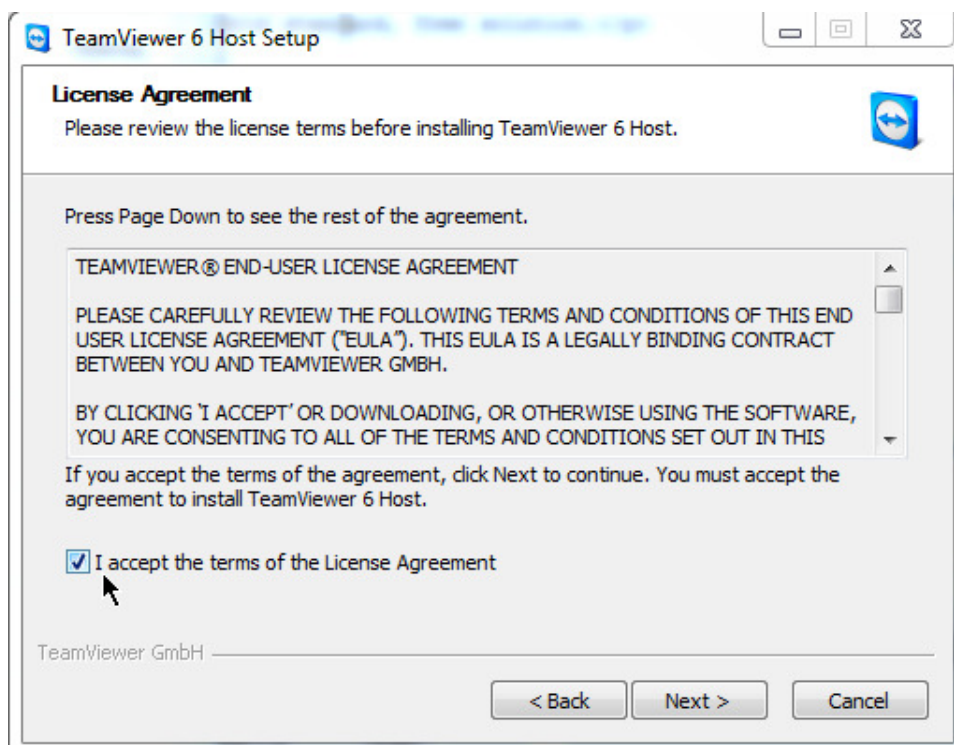 TeamViewer 6 Host Setup
License Agreement
Please review the license terms before installing TeamViewer 6 Host.
Press Page Down to see the rest of the agreement.
TEAMVIEWER® END-USER LICENSE AGREEMENT
PLEASE CAREFULLY REVIEW THE FOLLOWING TERMS AND CONDITIONS OF THIS END
USER LICENSE AGREEMENT ("EULA"). THIS EULA IS A LEGALLY BINDING CONTRACT
BETWEEN YOU AND TEAMVIEWER GMBH.
BY CLICKING 'I ACCEPT' OR DOWNLOADING, OR OTHERWISE USING THE SOFTWARE,
YOU ARE CONSENTING TO ALL OF THE TERMS AND CONDITIONS SET OUT IN THIS
If you accept the terms of the agreement, click Next to continue. You must accept the
agreement to install TeamViewer 6 Host.
I accept the terms of the License Agreement
TeamViewer GmbH
< Back Next > Cancel